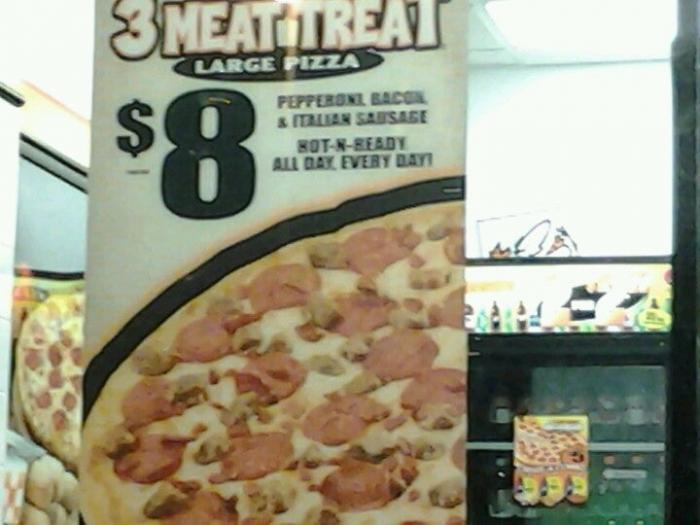 3 MEAT TREAT
LARGE PIZZA
$8
PEPPERONI, BACON,
& ITALIAN SAUSAGE
HOT-N-READY
ALL DAY, EVERY DAY!